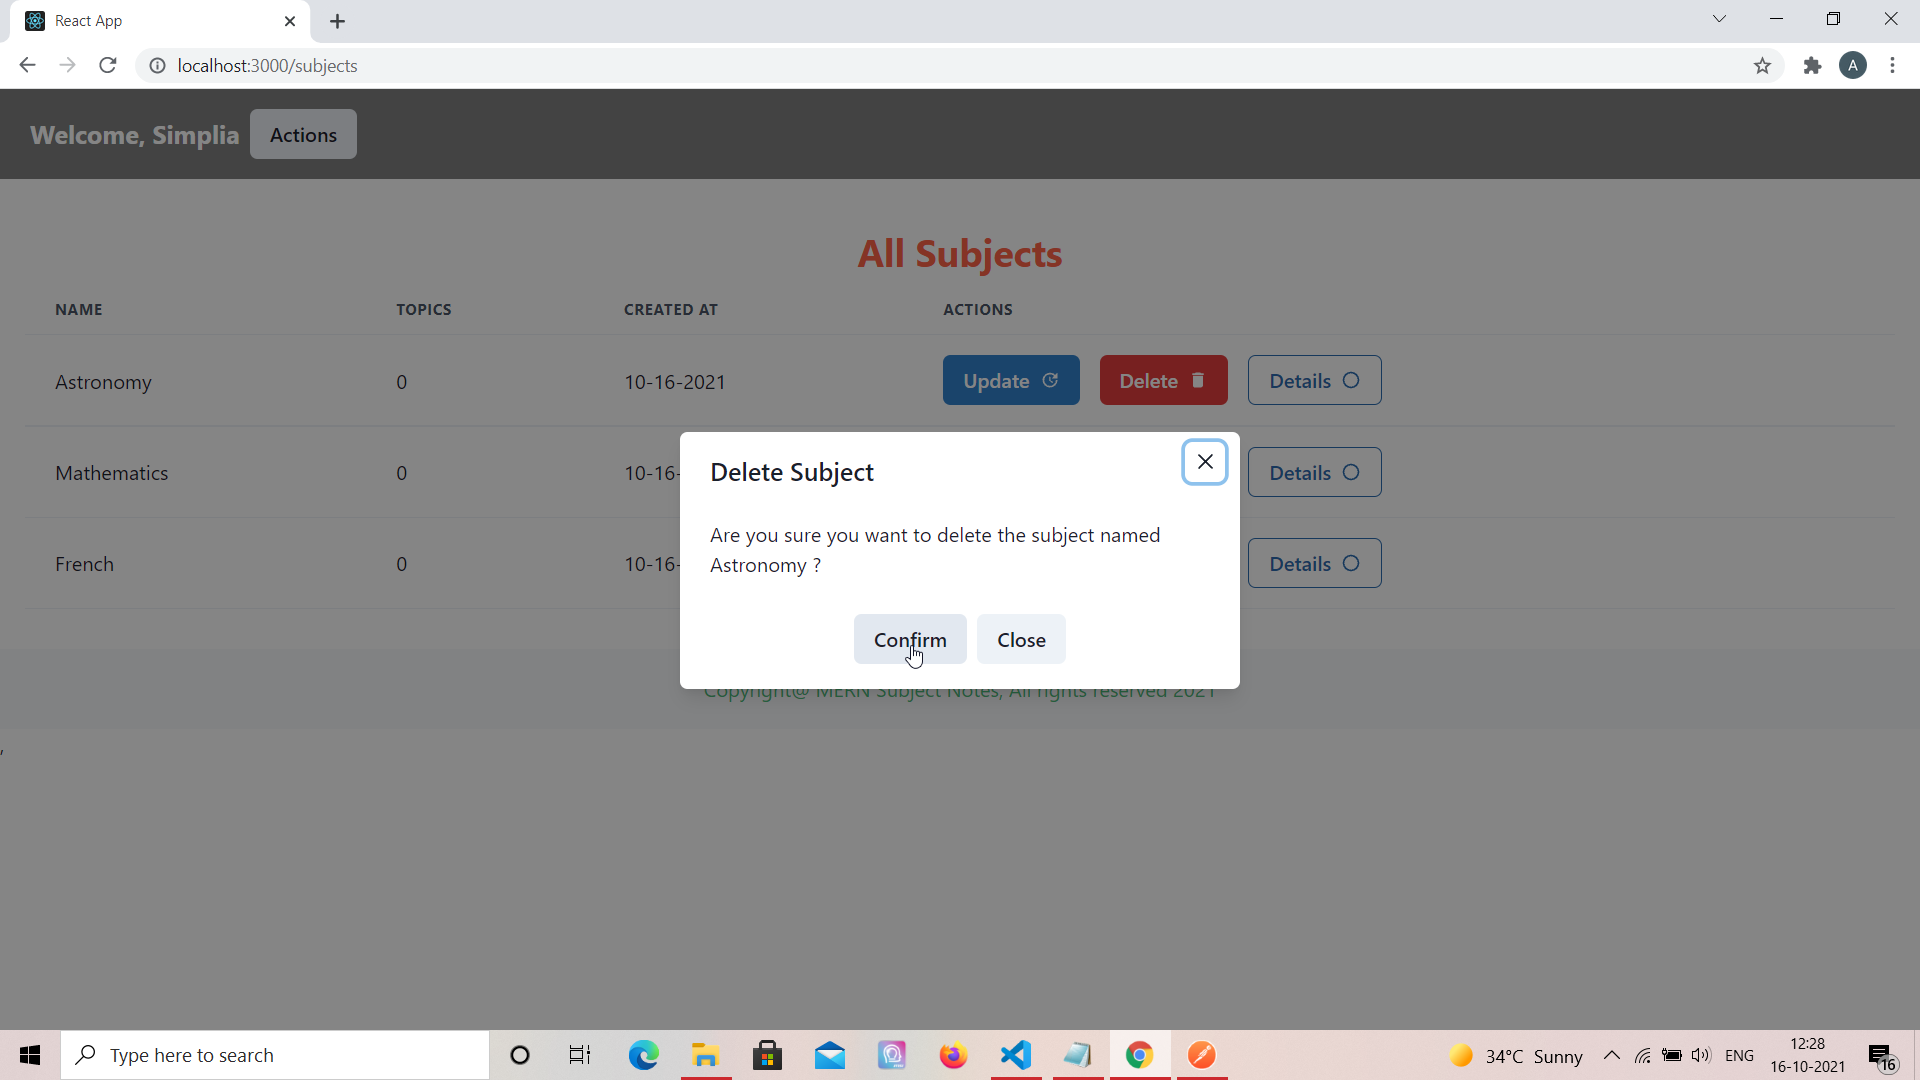 React App
localhost:3000/subjects
A
Welcome, Simplia
Actions
All Subjects
NAME TOPICS CREATED AT ACTIONS
Astronomy 0 10-16-2021 Update Delete Details
Mathematics 0 10-16- Details
French 0 10-16- Details
Delete Subject
Are you sure you want to delete the subject named
Astronomy ?
Confirm Close
Copyright@ MERN Subject Notes, All rights reserved 2021
,
Type here to search
34°C Sunny
ENG
12:28
16-10-2021
16